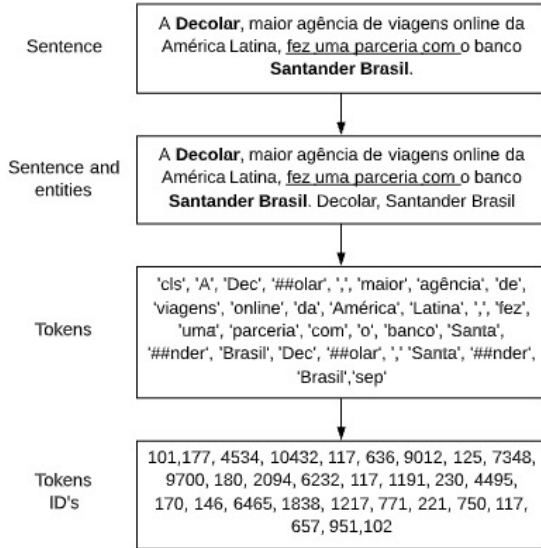 Sentence
A Decolar, maior agência de viagens online da
América Latina, fez uma parceria com o banco
Santander Brasil.
Sentence and
entities
A Decolar, maior agência de viagens online da
América Latina, fez uma parceria com o banco
Santander Brasil. Decolar, Santander Brasil
Tokens
'cls', 'A', 'Dec', '##olar', ',', 'maior', 'agência', 'de',
'viagens', 'online', 'da', 'América', 'Latina', ',', 'fez',
'uma', 'parceria', 'com', 'o', 'banco', 'Santa',
'##nder', 'Brasil', 'Dec', '##olar', ',' 'Santa', '##nder',
'Brasil','sep'
Tokens
ID's
101,177, 4534, 10432, 117, 636, 9012, 125, 7348,
9700, 180, 2094, 6232, 117, 1191, 230, 4495,
170, 146, 6465, 1838, 1217, 771, 221, 750, 117,
657, 951,102